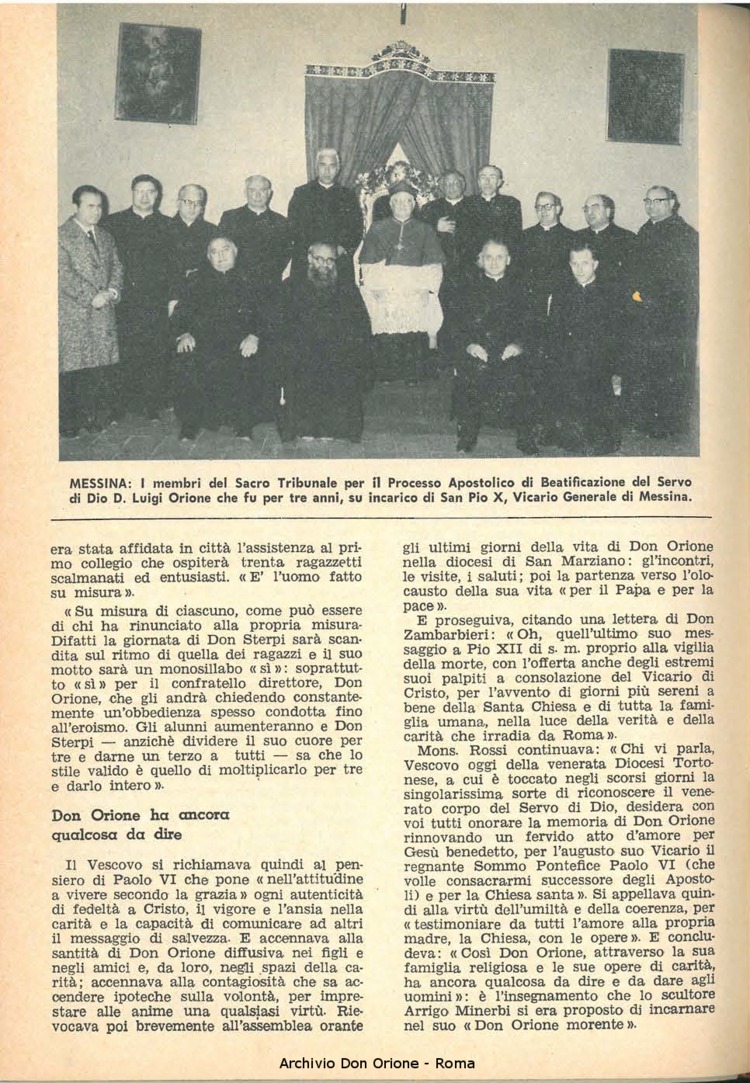 MESSINA: I membri del Sacro Tribunale per il Processo Apostolico di Beatificazione del Servo
di Dio D. Luigi Orione che fu per tre anni, su incarico di San Pio X, Vicario Generale di Messina.
era stata affidata in città l'assistenza al pri-
mo collegio che ospiterà trenta ragazzetti
scalmanati ed entusiasti. « E' l'uomo fatto
su misura ».
« Su misura di ciascuno, come può essere
di chi ha rinunciato alla propria misura-
Difatti la giornata di Don Sterpi sarà scan-
dita sul ritmo di quella dei ragazzi e il suo
motto sarà un monosillabo « sì » : soprattut-
to « sì » per il confratello direttore, Don
Orione, che gli andrà chiedendo constante-
mente un'obbedienza spesso condotta fino
all'eroismo. Gli alunni aumenteranno e Don
Sterpi — anzichè dividere il suo cuore per
tre e darne un terzo a tutti — sa che lo
stile valido è quello di moltiplicarlo per tre
e darlo intero ».
Don Orione ha ancora
qualcosa da dire
Il Vescovo si richiamava quindi al pen-
siero di Paolo VI che pone « nell'attitudine
a vivere secondo la grazia » ogni autenticità
di fedeltà a Cristo, il vigore e l'ansia nella
carità e la capacità di comunicare ad altri
il messaggio di salvezza. E accennava alla
santità di Don Orione diffusiva nei figli e
negli amici e, da loro, negli spazi della ca-
rità; accennava alla contagiosità che sa ac-
cendere ipoteche sulla volontà, per impre-
stare alle anime una qualsiasi virtù. Rie-
vocava poi brevemente all'assemblea orante
gli ultimi giorni della vita di Don Orione
nella diocesi di San Marziano : gl'incontri,
le visite, i saluti; poi la partenza verso l'olo-
causto della sua vita « per il Papa e per la
pace ».
E proseguiva, citando una lettera di Don
Zambarbieri : « Oh, quell'ultimo suo mes-
saggio a Pio XII di s. m. proprio alla vigilia
della morte, con l'offerta anche degli estremi
suoi palpiti a consolazione del Vicario di
Cristo, per l'avvento di giorni più sereni a
bene della Santa Chiesa e di tutta la fami-
glia umana, nella luce della verità e della
carità che irradia da Roma ».
Mons. Rossi continuava : « Chi vi parla,
Vescovo oggi della venerata Diocesi Torto-
nese, a cui è toccato negli scorsi giorni la
singolarissima sorte di riconoscere il vene-
rato corpo del Servo di Dio, desidera con
voi tutti onorare la memoria di Don Orione
rinnovando un fervido atto d'amore per
Gesù benedetto, per l'augusto suo Vicario il
regnante Sommo Pontefice Paolo VI (che
volle consacrarmi successore degli Aposto-
li) e per la Chiesa santa ». Si appellava quin-
di alla virtù dell'umiltà e della coerenza, per
« testimoniare da tutti l'amore alla propria
madre, la Chiesa, con le opere ». E conclu-
deva : « Così Don Orione, attraverso la sua
famiglia religiosa e le sue opere di carità,
ha ancora qualcosa da dire e da dare agli
uomini » : è l'insegnamento che lo scultore
Arrigo Minerbi si era proposto di incarnare
nel suo « Don Orione morente ».
Archivio Don Orione - Roma